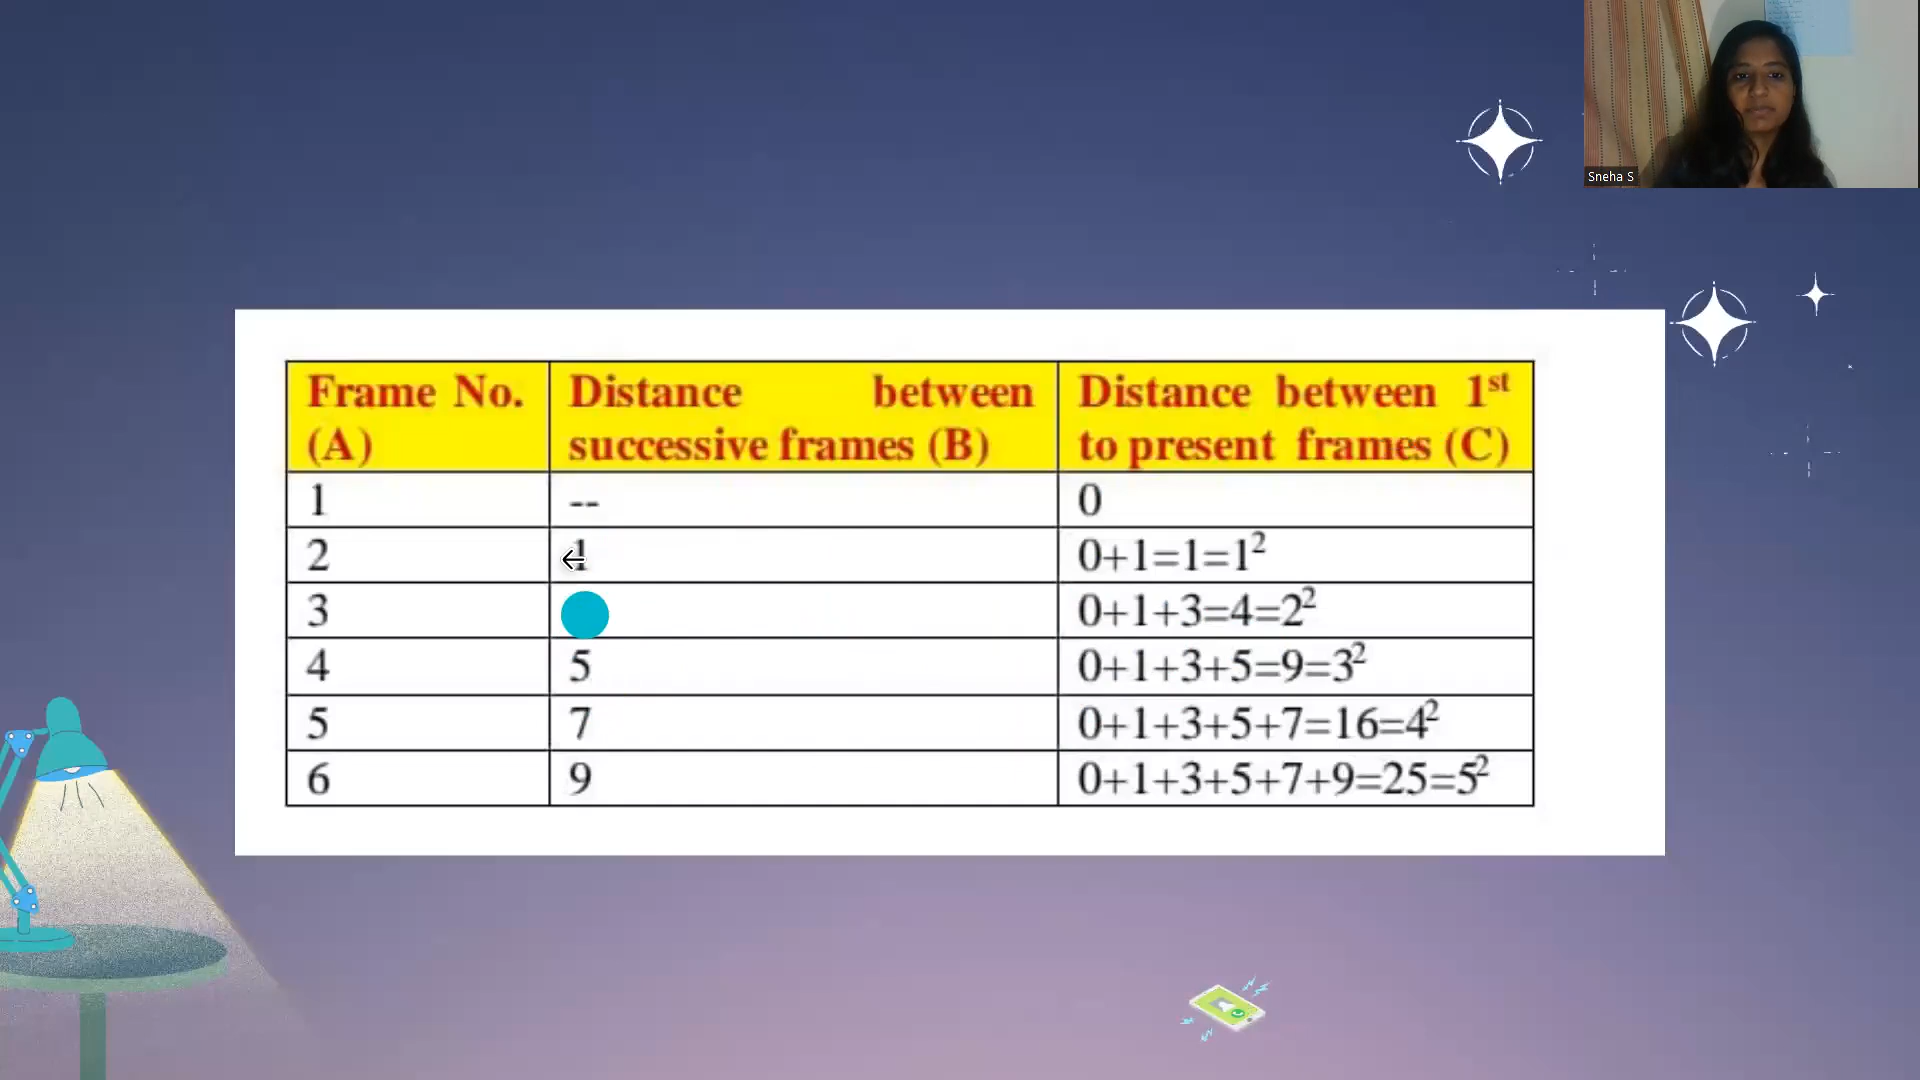 Sneha S
Frame No. Distance between Distance between 1st
(A) successive frames (B) to present frames (C)
1 -- 0
2 1 0+1=1=1²
3 0+1+3=4=2²
4 5 0+1+3+5=9=3²
5 7 0+1+3+5+7=16=4²
6 9 0+1+3+5+7+9=25=5²